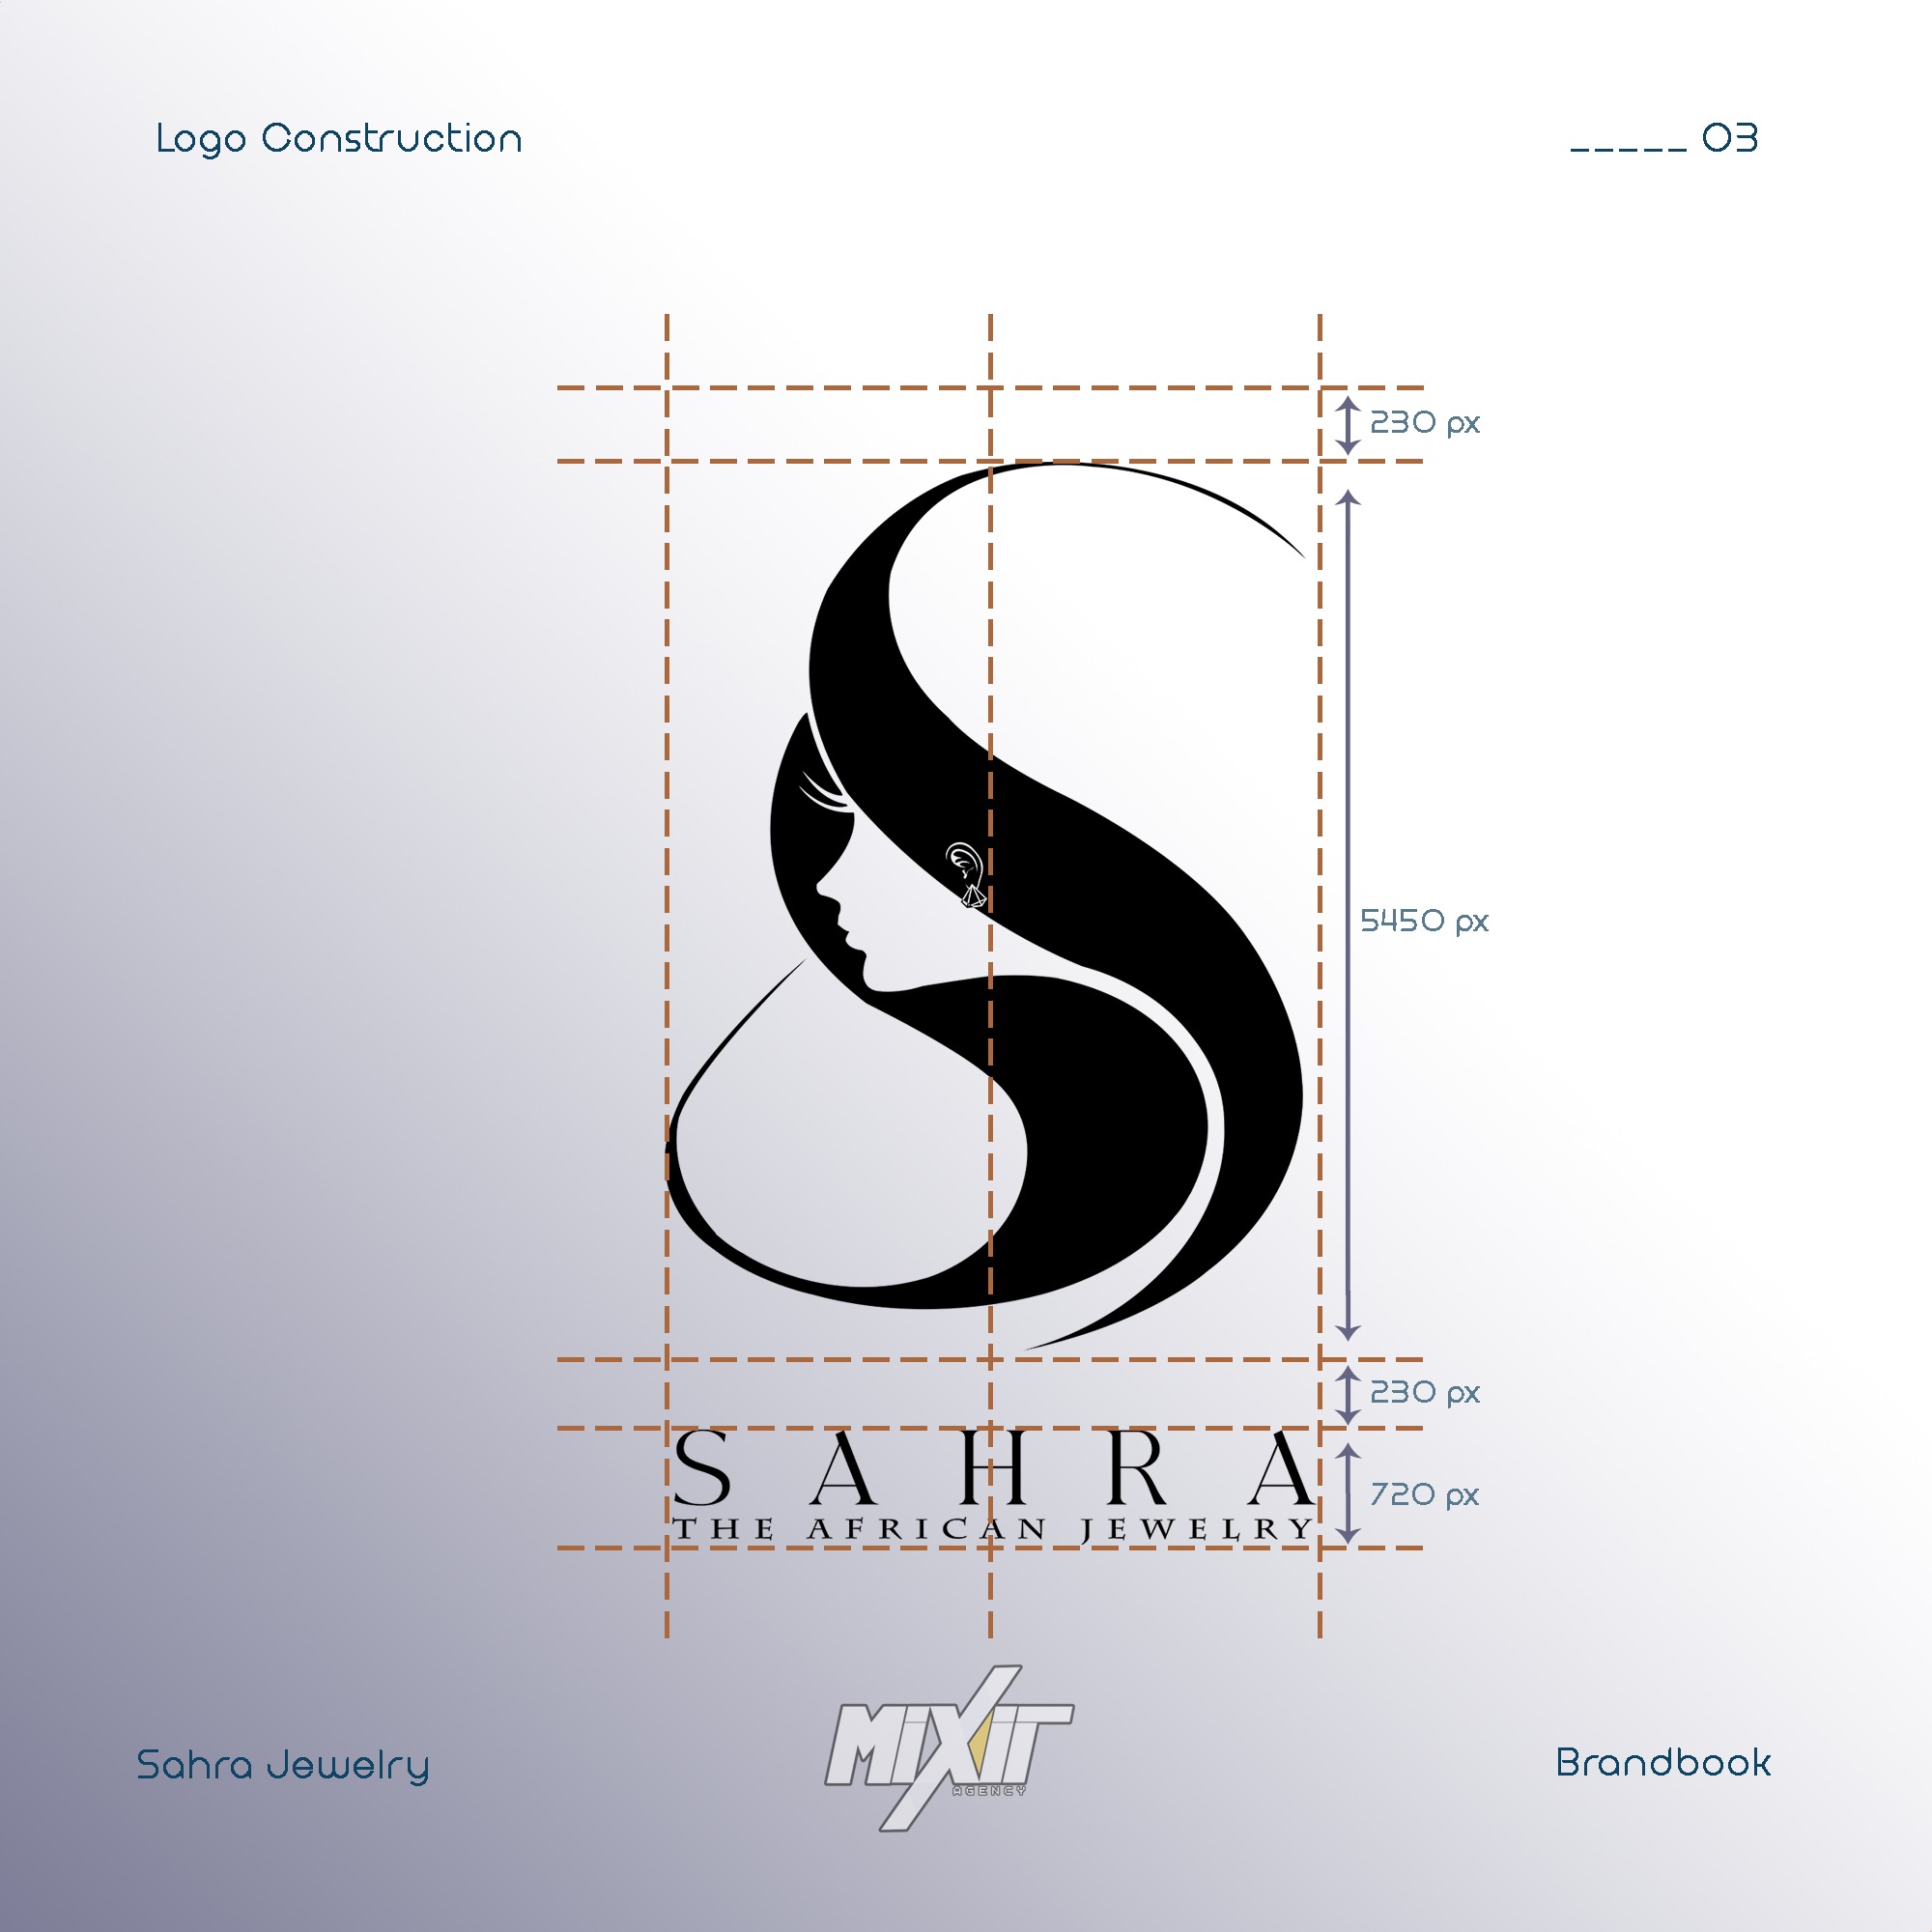 Logo Construction
_____ 03
230 px
5450 px
230 px
SAHRA
THE AFRICAN JEWELRY
720 px
MIXIT
AGENCY
Sahra Jewelry
Brandbook